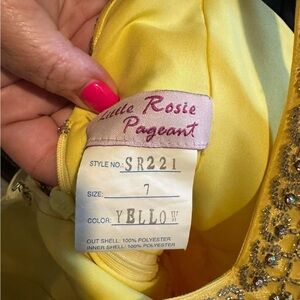 Little Rosie
Pageant
STYLE NO.: SR221
SIZE: 7
COLOR: YELLOW
OUT SHELL: 100% POLYESTER
INNER SHELL: 100% POLYESTER